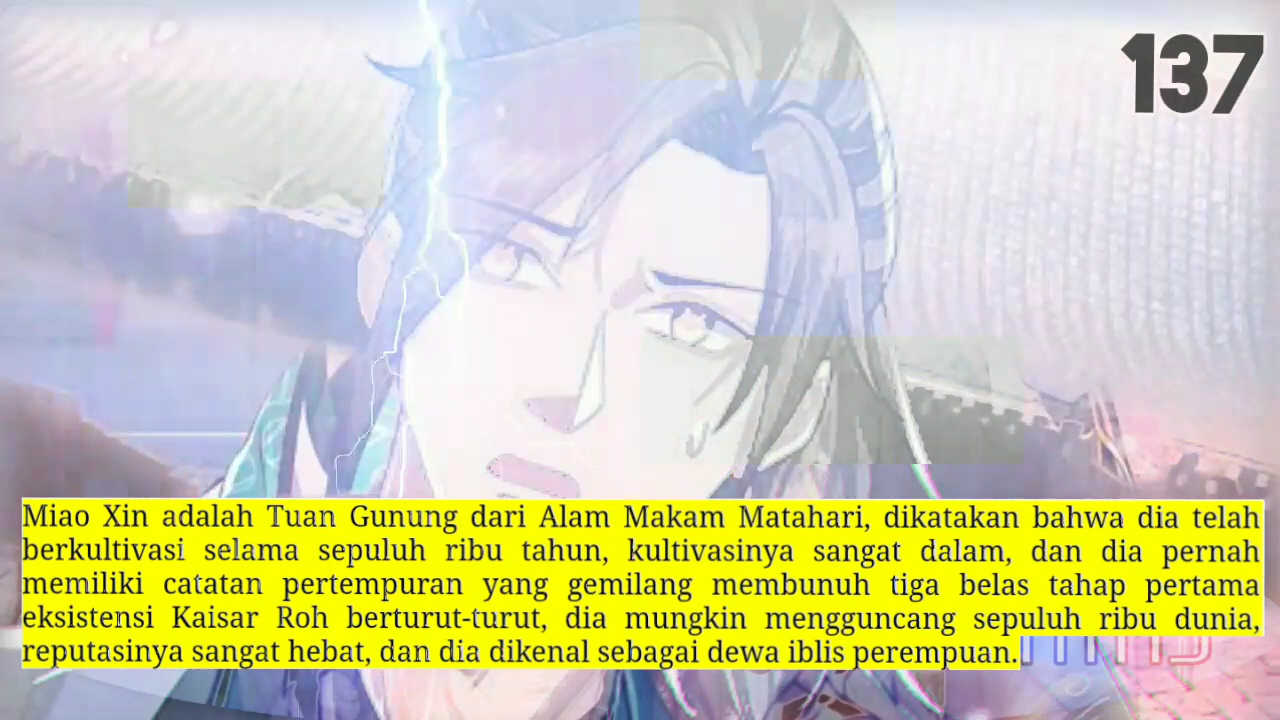 137
Miao Xin adalah Tuan Gunung dari Alam Makam Matahari, dikatakan bahwa dia telah
berkultivasi selama sepuluh ribu tahun, kultivasinya sangat dalam, dan dia pernah
memiliki catatan pertempuran yang gemilang membunuh tiga belas tahap pertama
eksistensi Kaisar Roh berturut-turut, dia mungkin mengguncang sepuluh ribu dunia,
reputasinya sangat hebat, dan dia dikenal sebagai dewa iblis perempuan.